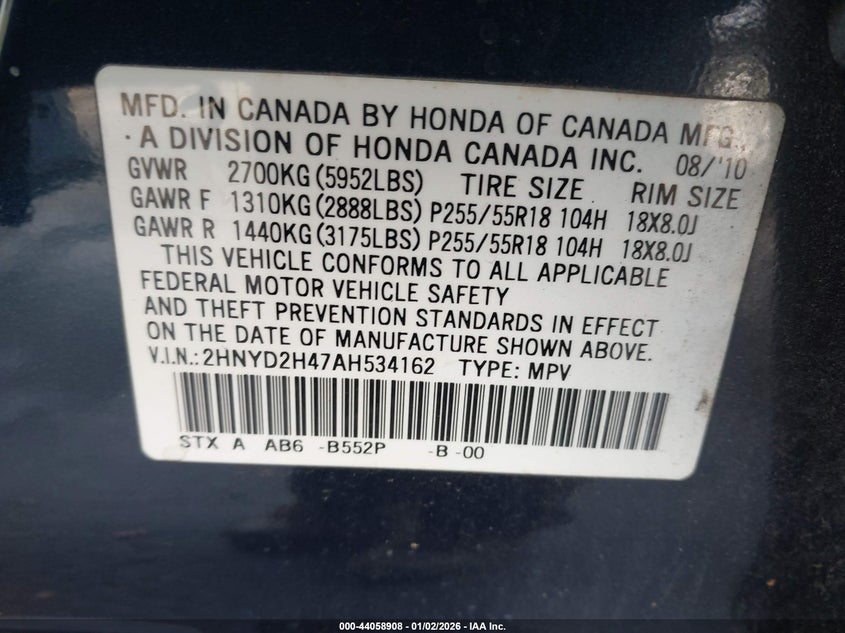 MFD. IN CANADA BY HONDA OF CANADA MFG.,
A DIVISION OF HONDA CANADA INC. 08/'10
GVWR 2700KG (5952LBS) TIRE SIZE RIM SIZE
GAWR F 1310KG (2888LBS) P255/55R18 104H 18X8.0J
GAWR R 1440KG (3175LBS) P255/55R18 104H 18X8.0J
THIS VEHICLE CONFORMS TO ALL APPLICABLE
FEDERAL MOTOR VEHICLE SAFETY
AND THEFT PREVENTION STANDARDS IN EFFECT
ON THE DATE OF MANUFACTURE SHOWN ABOVE.
V.I.N.: 2HNYD2H47AH534162 TYPE: MPV
STX A AB6 -B552P -B -00
000-44058908 - 01/02/2026 - IAA Inc.